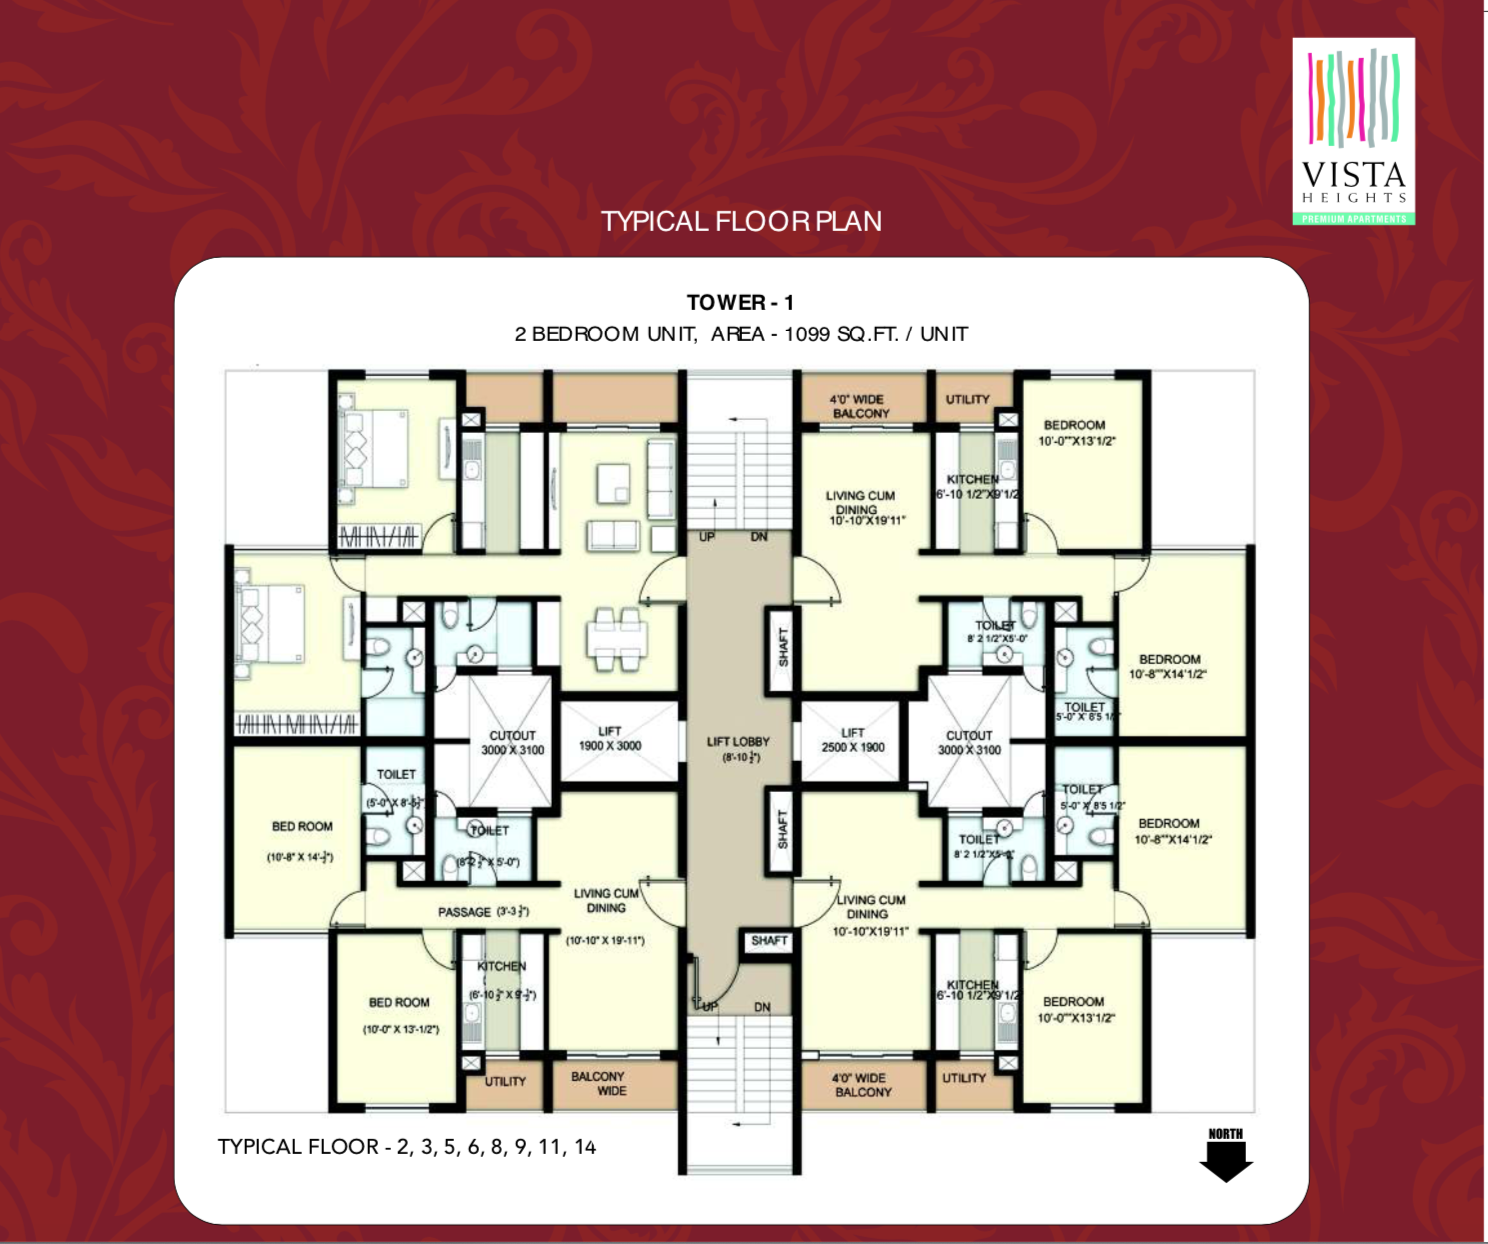 VISTA
HEIGHTS
PREMIUM APARTMENTS
TYPICAL FLOOR PLAN
TOWER - 1
2 BEDROOM UNIT, AREA - 1099 SQ.FT. / UNIT
4'0" WIDE
BALCONY
UTILITY
BEDROOM
10'-0""X13'1/2"
KITCHEN
6'-10 1/2"X9'1/2
LIVING CUM
DINING
10'-10"X19'11"
UP
DN
SHAFT
TOILET
8' 2 1/2"X5'-0"
BEDROOM
10'-8""X14'1/2"
TOILET
5'-0" X' 8'5 1/2"
CUTOUT
3000 X 3100
LIFT
1900 X 3000
LIFT LOBBY
(8'-10 ½")
LIFT
2500 X 1900
CUTOUT
3000 X 3100
TOILET
(5'-0" X 8'-5½"
BED ROOM
(10'-8" X 14'-½")
TOILET
(8'-2 ½" X 5'-0")
SHAFT
TOILET
8' 2 1/2"X5'-0"
TOILET
5'-0" X' 8'5 1/2"
BEDROOM
10'-8""X14'1/2"
PASSAGE (3'-3 ½")
LIVING CUM
DINING
(10'-10" X 19'-11")
LIVING CUM
DINING
10'-10"X19'11"
SHAFT
KITCHEN
(6'-10 ½" X 9'-½")
BED ROOM
(10'-0" X 13'-1/2")
UP
DN
KITCHEN
6'-10 1/2"X9'1/2
BEDROOM
10'-0""X13'1/2"
UTILITY
BALCONY
WIDE
4'0" WIDE
BALCONY
UTILITY
TYPICAL FLOOR - 2, 3, 5, 6, 8, 9, 11, 14
NORTH